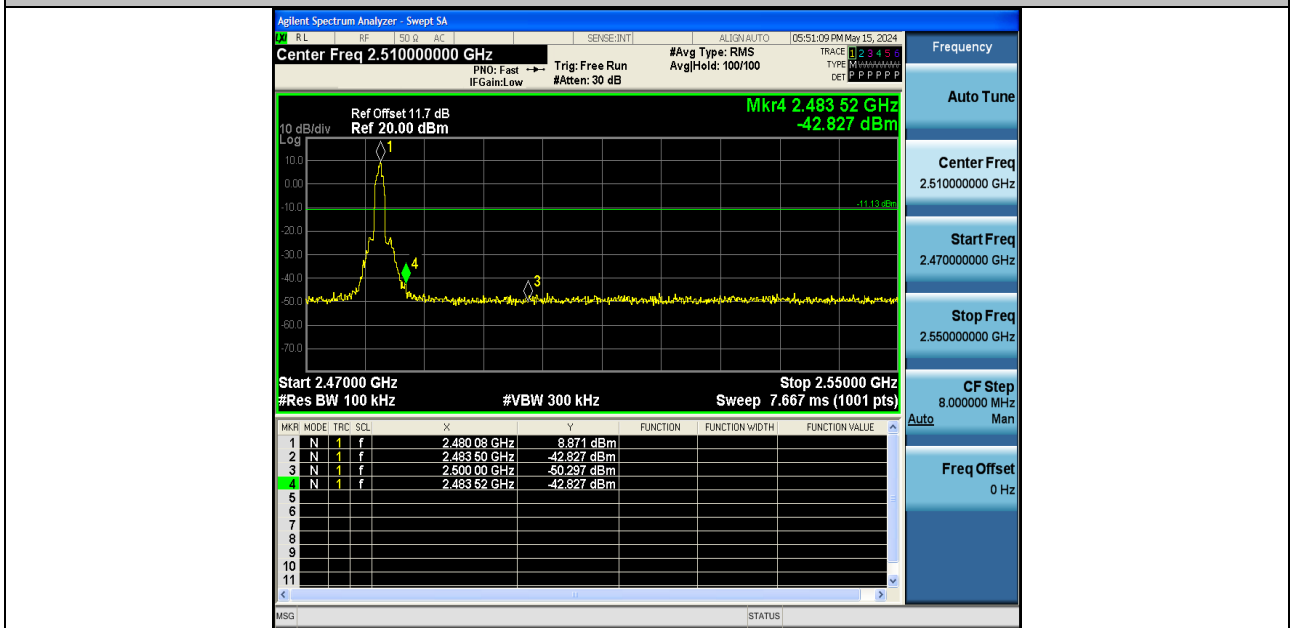 Agilent Spectrum Analyzer - Swept SA
RL RF 50 Ω AC SENSE:INT ALIGN AUTO 05:51:09 PM May 15, 2024
Center Freq 2.510000000 GHz
PNO: Fast
IFGain:Low
Trig: Free Run
#Atten: 30 dB
#Avg Type: RMS
Avg|Hold: 100/100
TRACE 1 2 3 4 5 6
TYPE M
DET P P P P P P
Frequency
Mkr4 2.483 52 GHz
-42.827 dBm
Ref Offset 11.7 dB
10 dB/div Ref 20.00 dBm
Log
10.0
0.00
-10.0
-20.0
-30.0
-40.0
-50.0
-60.0
-70.0
1
4
3
-11.13 dBm
Start 2.47000 GHz Stop 2.55000 GHz
#Res BW 100 kHz #VBW 300 kHz Sweep 7.667 ms (1001 pts)
MKR MODE TRC SCL X Y FUNCTION FUNCTION WIDTH FUNCTION VALUE
1 N 1 f 2.480 08 GHz 8.871 dBm
2 N 1 f 2.483 50 GHz -42.827 dBm
3 N 1 f 2.500 00 GHz -50.297 dBm
4 N 1 f 2.483 52 GHz -42.827 dBm
5
6
7
8
9
10
11
MSG STATUS
Auto Tune
Center Freq
2.510000000 GHz
Start Freq
2.470000000 GHz
Stop Freq
2.550000000 GHz
CF Step
8.000000 MHz
Auto Man
Freq Offset
0 Hz